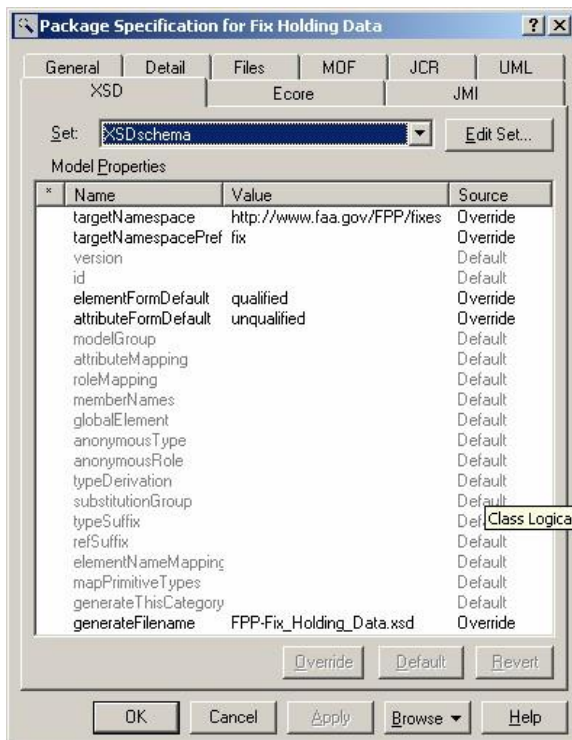 Package Specification for Fix Holding Data
General Detail Files MOF JCR UML
XSD Ecore JMI
Set: XSDschema Edit Set...
Model Properties
* Name Value Source
targetNamespace http://www.faa.gov/FPP/fixes Override
targetNamespacePref fix Override
version Default
id Default
elementFormDefault qualified Override
attributeFormDefault unqualified Override
modelGroup Default
attributeMapping Default
roleMapping Default
memberNames Default
globalElement Default
anonymousType Default
anonymousRole Default
typeDerivation Default
substitutionGroup Default
typeSuffix Def Class Logica
refSuffix Default
elementNameMapping Default
mapPrimitiveTypes Default
generateThisCategory Default
generateFilename FPP-Fix_Holding_Data.xsd Override
Override Default Revert
OK Cancel Apply Browse Help